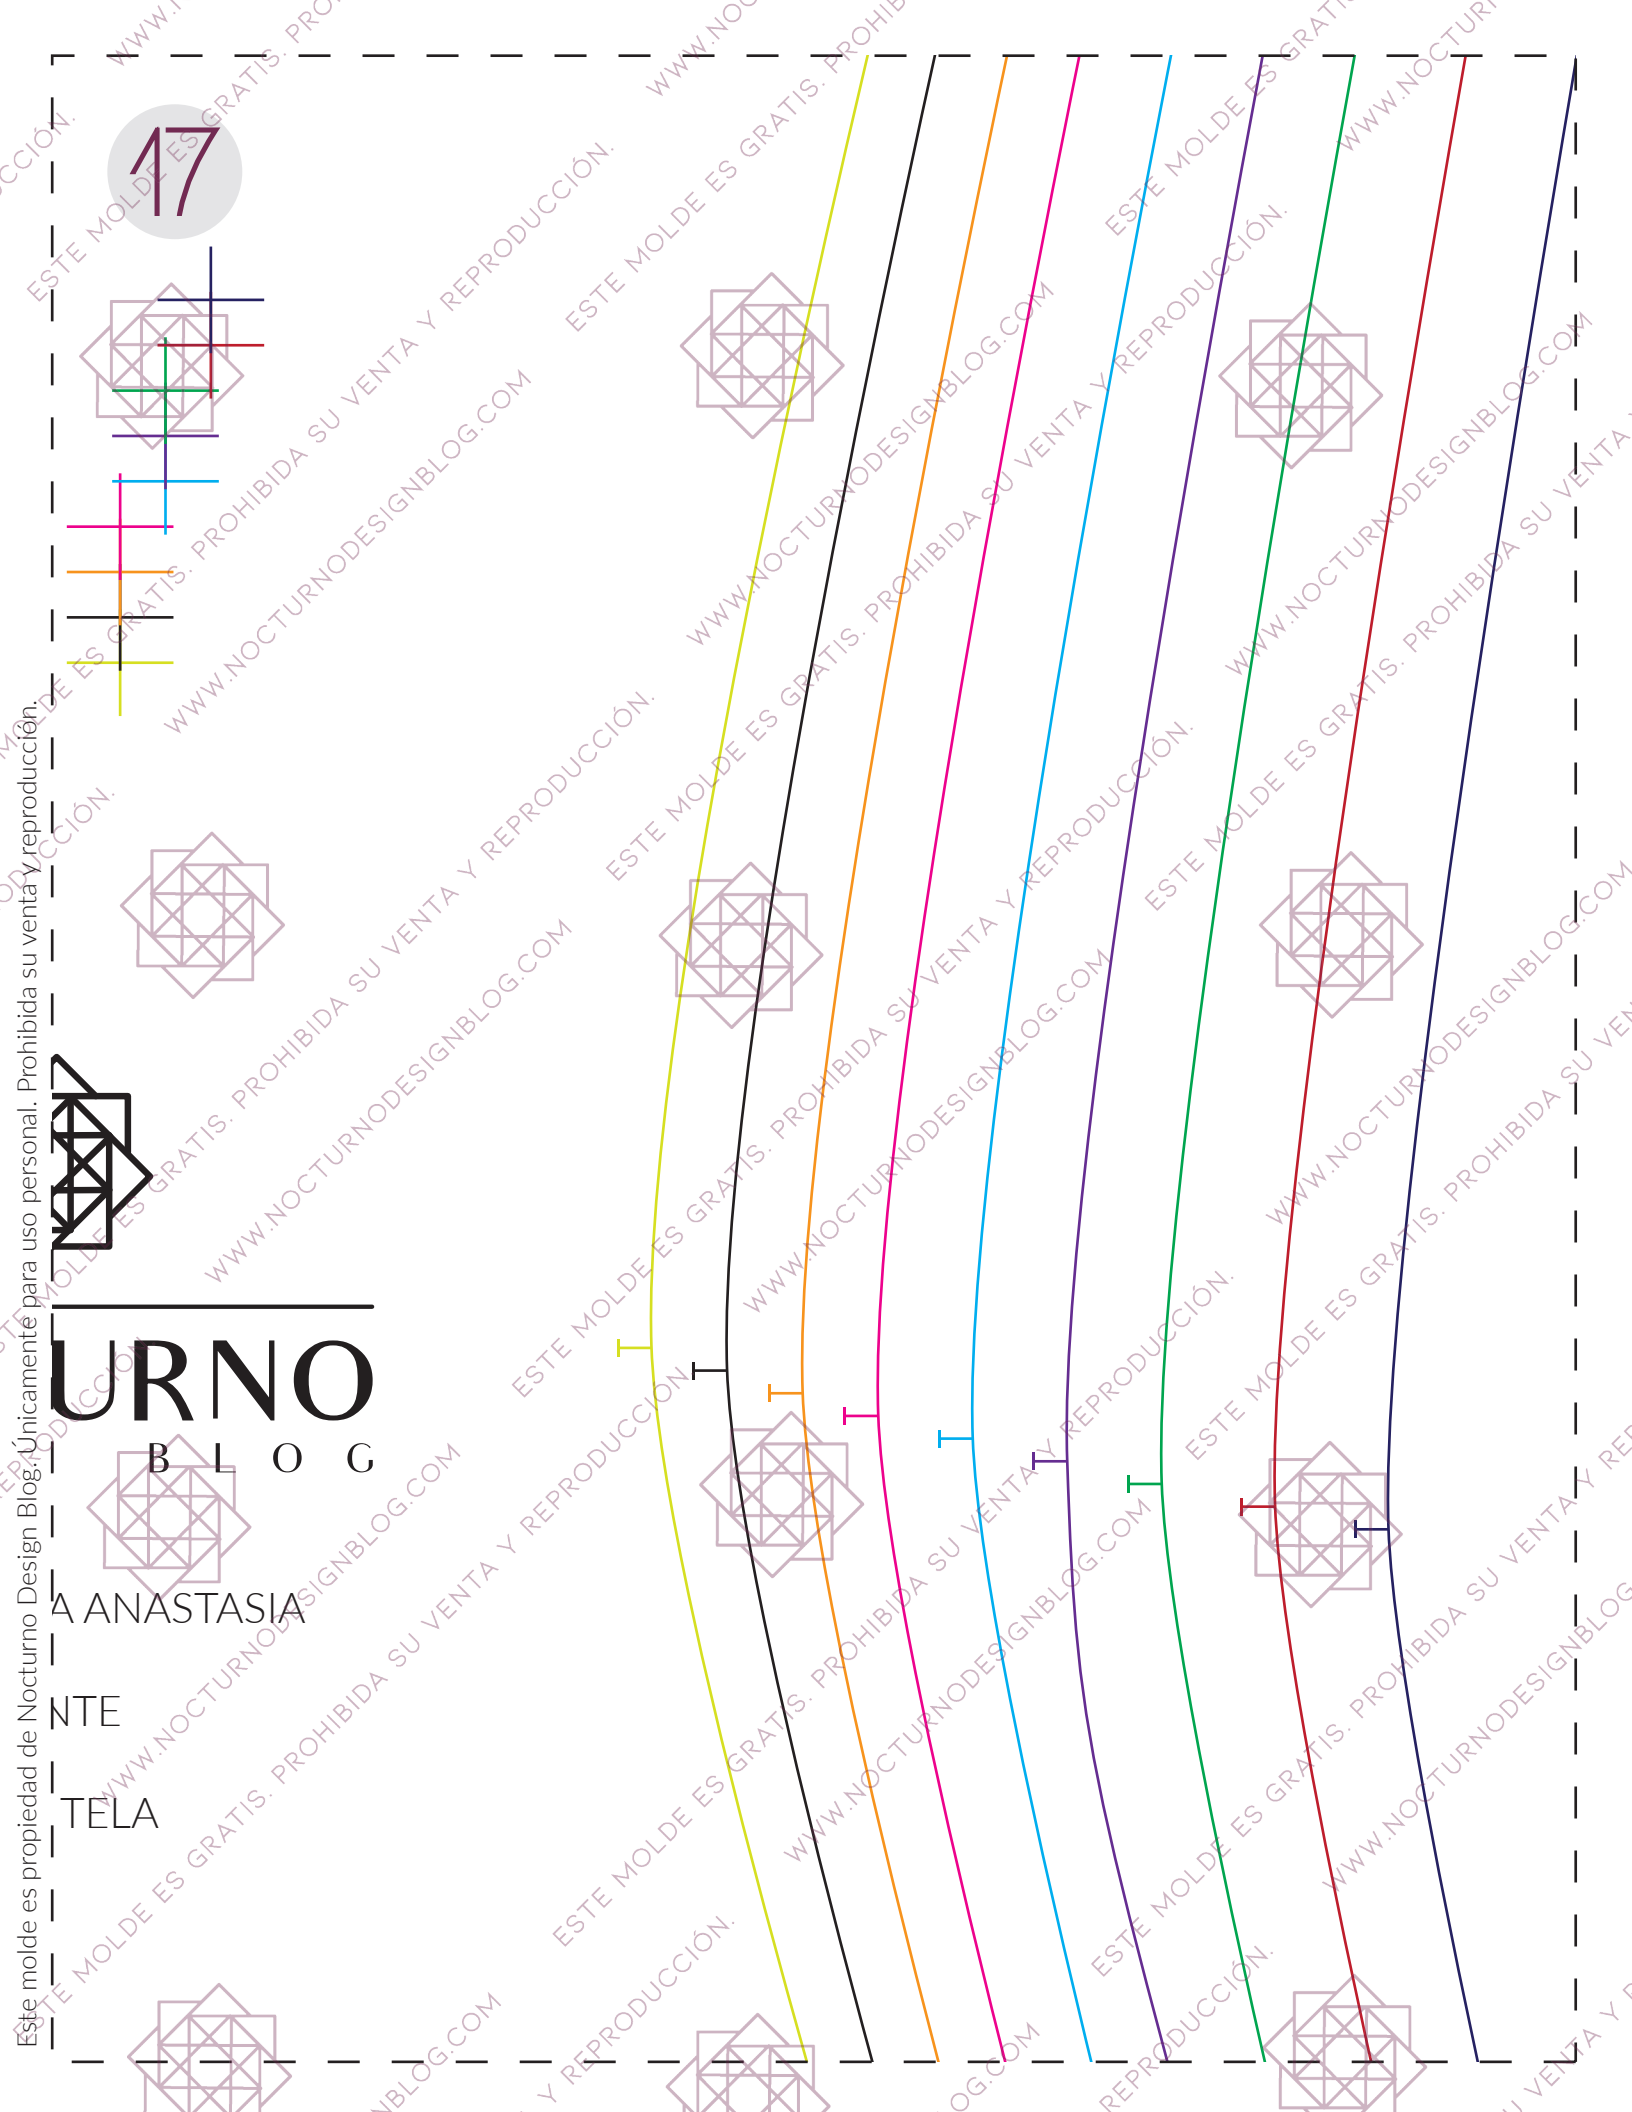 17
URNO
BLOG
A ANASTASIA
NTE
TELA
Este molde es propiedad de Nocturno Design Blog. Únicamente para uso personal. Prohibida su venta y reproducción.
ESTE MOLDE ES GRATIS. PROHIBIDA SU VENTA Y REPRODUCCIÓN.
WWW.NOCTURNODESIGNBLOG.COM